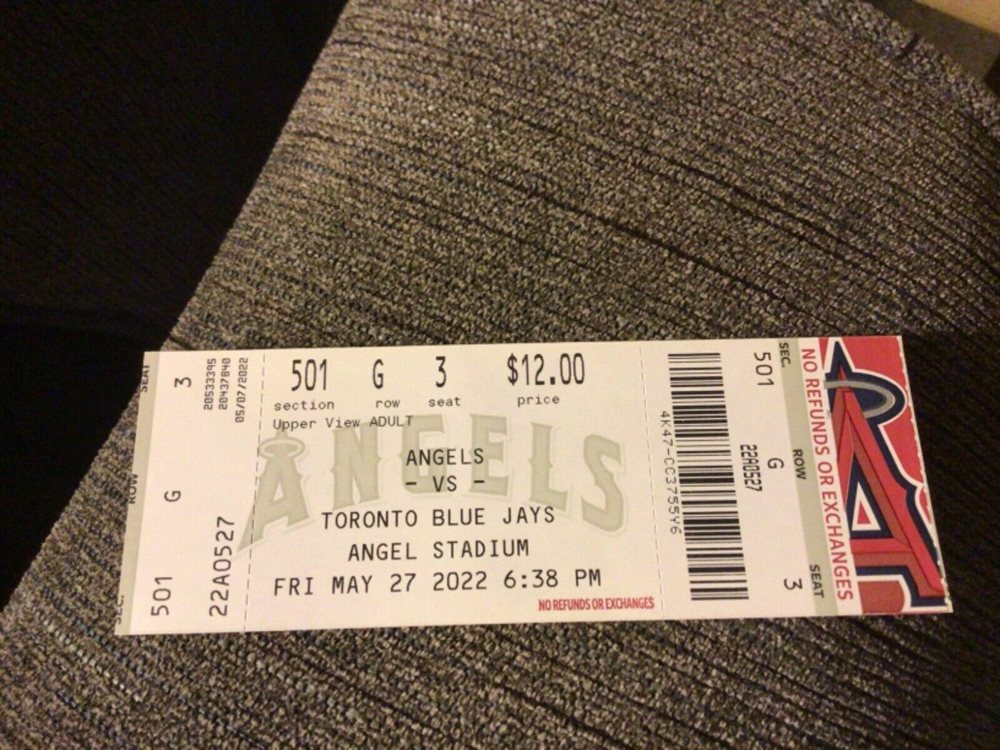 SEAT 3
ROW G
SEC. 501
20533395
20437840
05/07/2022
22A0527
501 G 3 $12.00
section row seat price
Upper View ADULT
ANGELS
ANGELS
- VS -
TORONTO BLUE JAYS
ANGEL STADIUM
FRI MAY 27 2022 6:38 PM
NO REFUNDS OR EXCHANGES
4K47-CC3755Y6
22A0527
SEC. 501
ROW G
SEAT 3
NO REFUNDS OR EXCHANGES
A